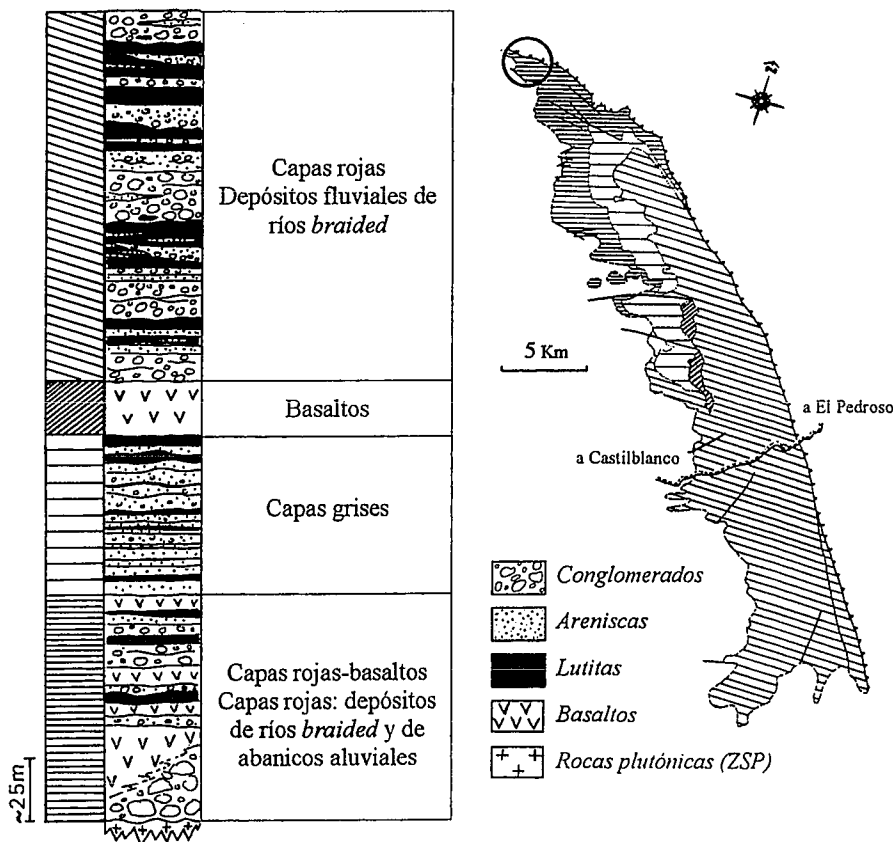 Capas rojas
Depósitos fluviales de
ríos braided
Basaltos
Capas grises
Capas rojas-basaltos
Capas rojas: depósitos
de ríos braided y de
abanicos aluviales
~25m
N
5 Km
a El Pedroso
a Castilblanco
Conglomerados
Areniscas
Lutitas
Basaltos
Rocas plutónicas (ZSP)